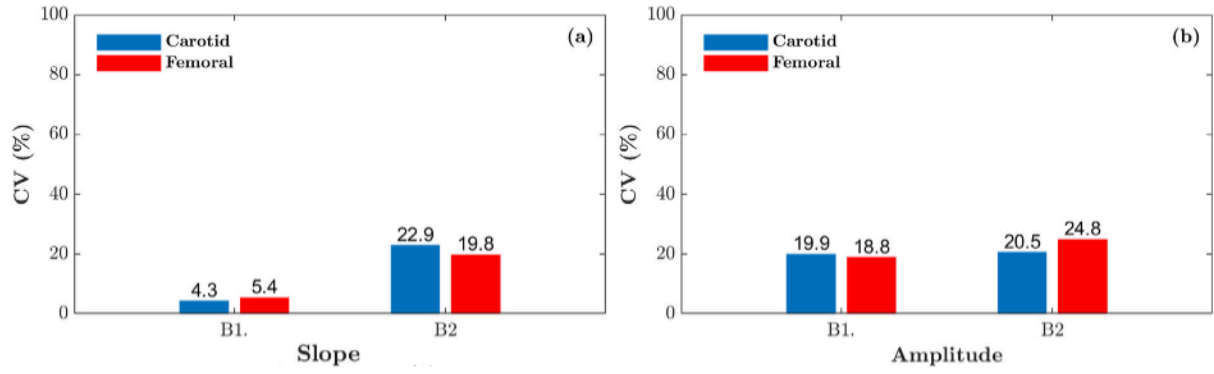 100
80
60
40
20
0
CV (%)
Carotid
Femoral
(a)
4.3
5.4
22.9
19.8
B1.
B2
Slope
100
80
60
40
20
0
CV (%)
Carotid
Femoral
(b)
19.9
18.8
20.5
24.8
B1.
B2
Amplitude